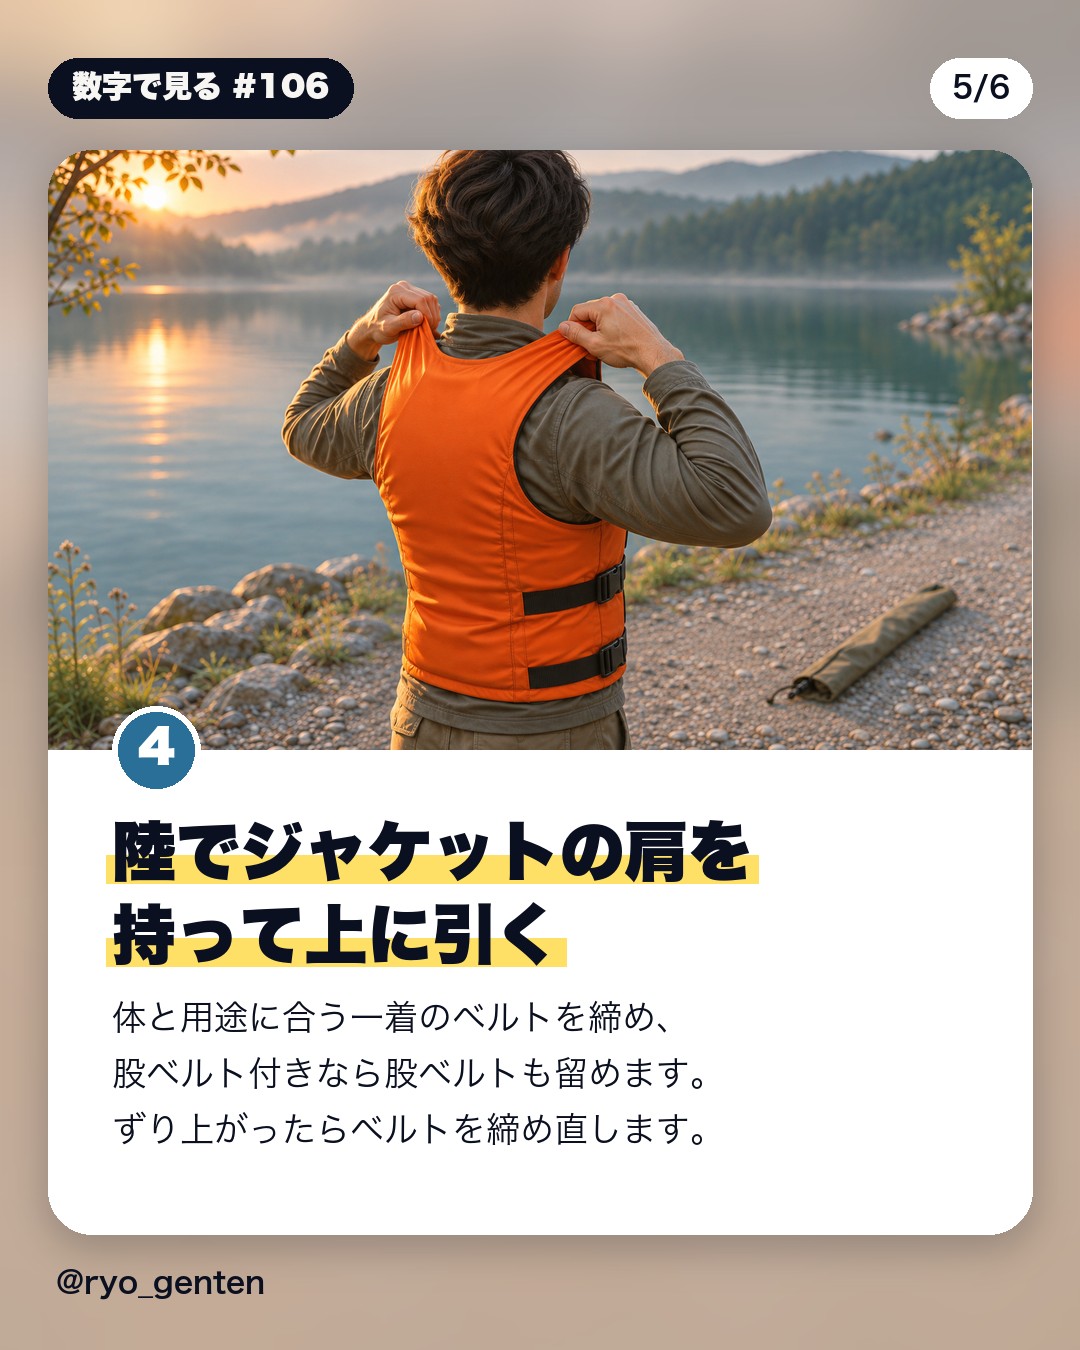 数字で見る #106
5/6
4
陸でジャケットの肩を
持って上に引く
体と用途に合う一着のベルトを締め、
股ベルト付きなら股ベルトも留めます。
ずり上がったらベルトを締め直します。
@ryo_genten